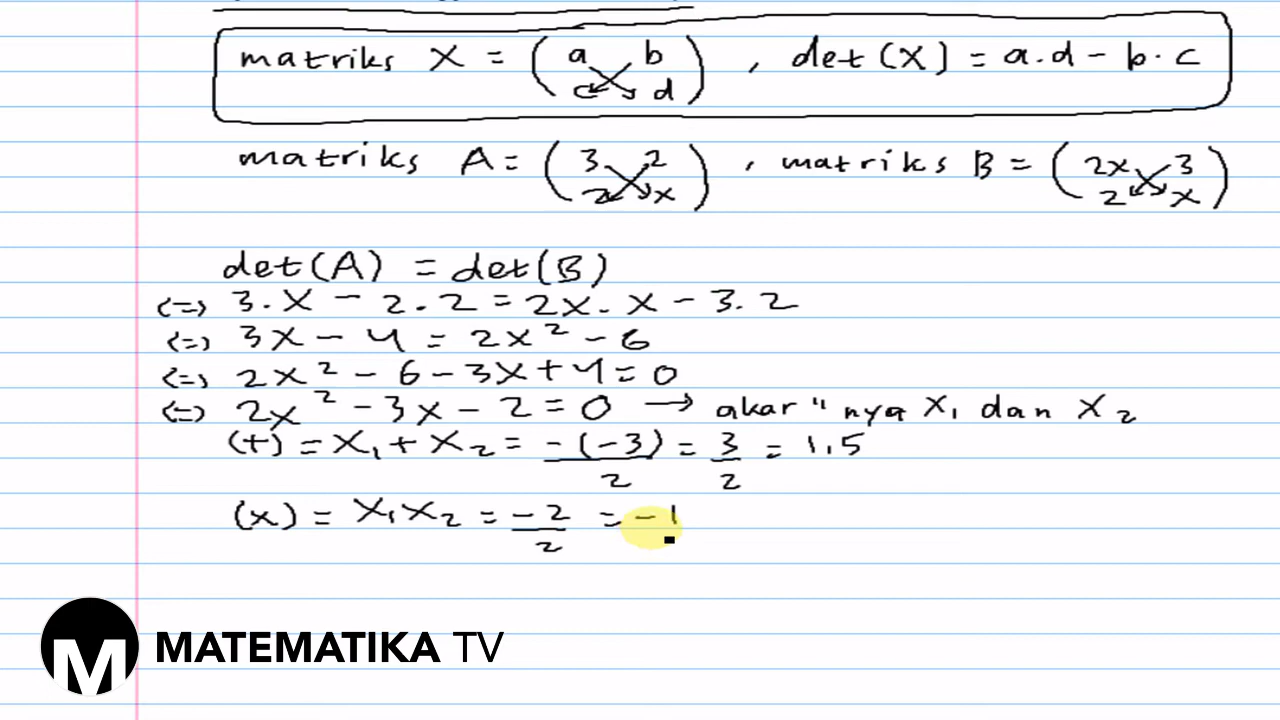 matriks X = ( a b c d ) , det (X) = a.d - b.c
matriks A = ( 3 2 2 x ) , matriks B = ( 2x 3 2 x )
det(A) = det(B)
<=> 3.x - 2.2 = 2x.x - 3.2
<=> 3x - 4 = 2x² - 6
<=> 2x² - 6 - 3x + 4 = 0
<=> 2x² - 3x - 2 = 0 → akar " nya x₁ dan x₂
(+) = x₁ + x₂ = -(-3)/2 = 3/2 = 1,5
(x) = x₁x₂ = -2/2 = -1
M MATEMATIKA TV